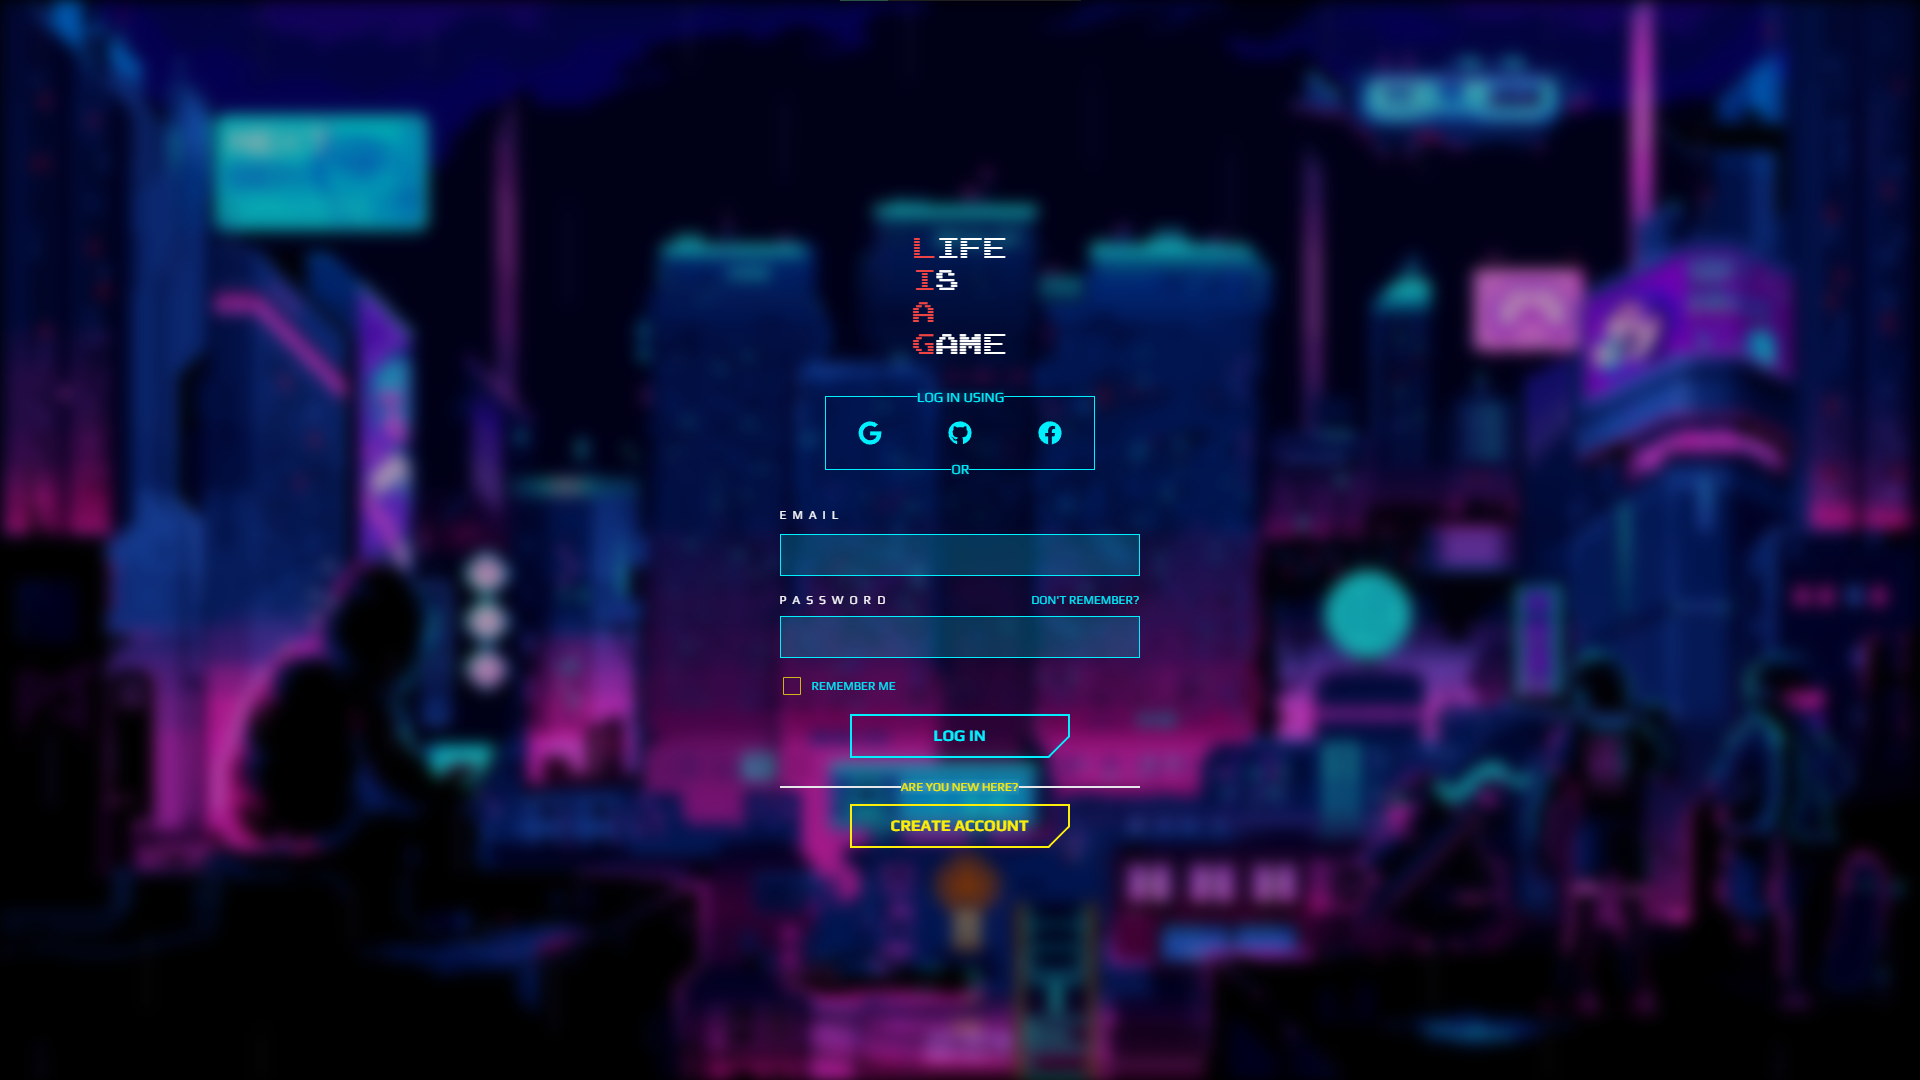 LIFE
IS
A
GAME
LOG IN USING
OR
EMAIL
PASSWORD
DON'T REMEMBER?
REMEMBER ME
LOG IN
ARE YOU NEW HERE?
CREATE ACCOUNT